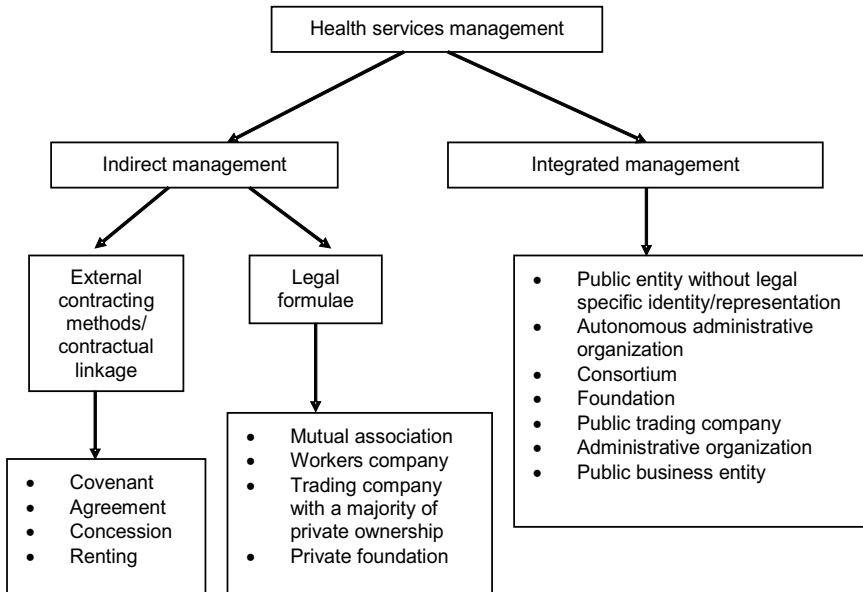 Health services management
Indirect management
Integrated management
External
contracting
methods/
contractual
linkage
Legal
formulae
• Public entity without legal
specific identity/representation
• Autonomous administrative
organization
• Consortium
• Foundation
• Public trading company
• Administrative organization
• Public business entity
• Mutual association
• Workers company
• Trading company
with a majority of
private ownership
• Private foundation
• Covenant
• Agreement
• Concession
• Renting